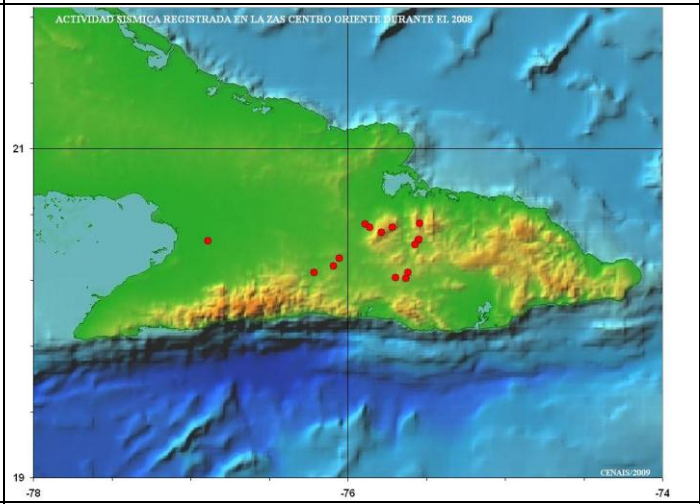 ACTIVIDAD SISMICA REGISTRADA EN LA ZAS CENTRO ORIENTE DURANTE EL 2008
21
19
CENAIS/2009
-78
-76
-74